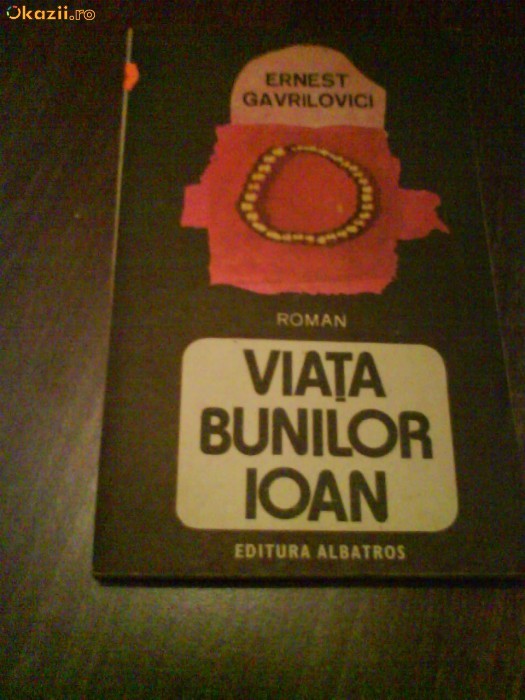 Okazii.ro
ERNEST
GAVRILOVICI
ROMAN
VIAȚA
BUNILOR
IOAN
EDITURA ALBATROS